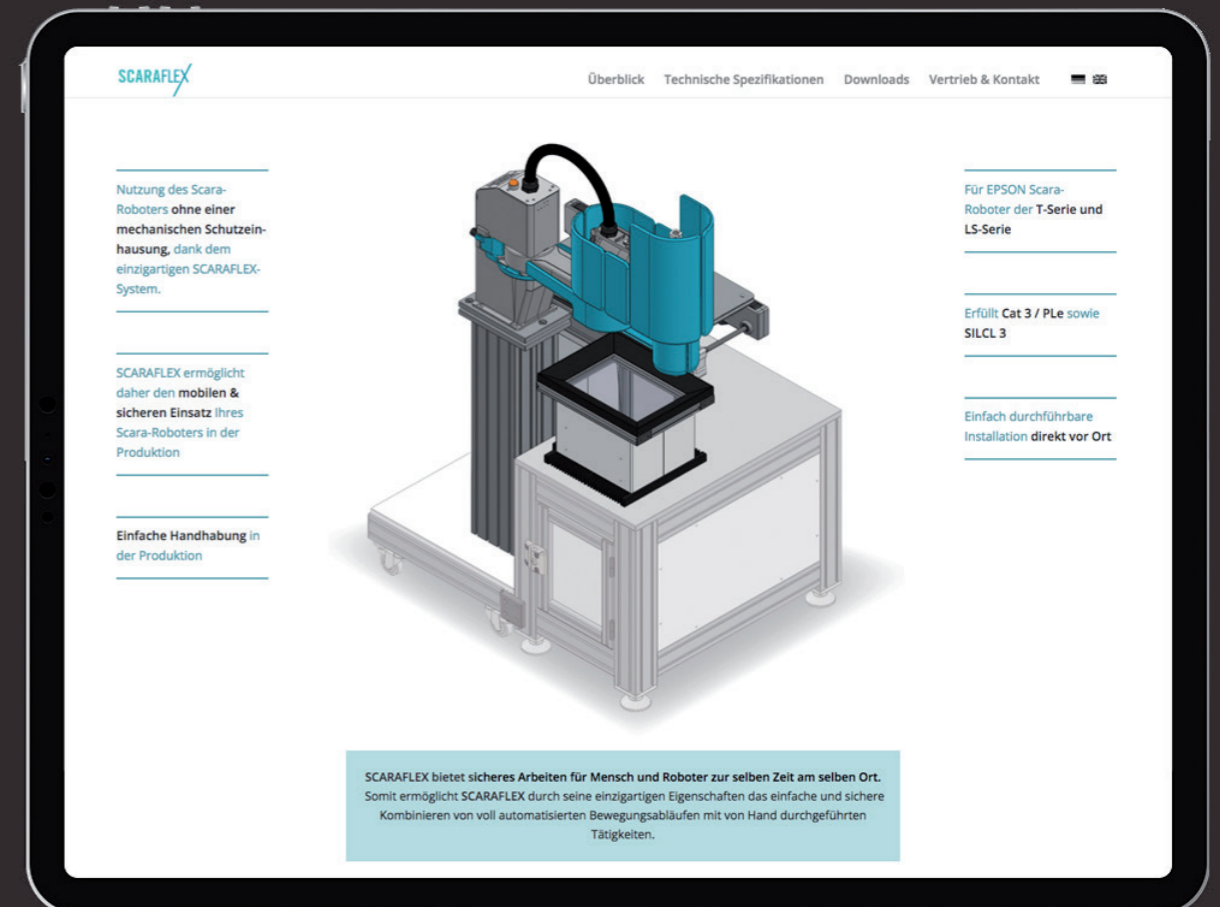 SCARAFLEX
Überblick Technische Spezifikationen Downloads Vertrieb & Kontakt
Nutzung des Scara-
Roboters ohne einer
mechanischen Schutzein-
hausung, dank dem
einzigartigen SCARAFLEX-
System.
SCARAFLEX ermöglicht
daher den mobilen &
sicheren Einsatz Ihres
Scara-Roboters in der
Produktion
Einfache Handhabung in
der Produktion
Für EPSON Scara-
Roboter der T-Serie und
LS-Serie
Erfüllt Cat 3 / PLe sowie
SILCL 3
Einfach durchführbare
Installation direkt vor Ort
SCARAFLEX bietet sicheres Arbeiten für Mensch und Roboter zur selben Zeit am selben Ort.
Somit ermöglicht SCARAFLEX durch seine einzigartigen Eigenschaften das einfache und sichere
Kombinieren von voll automatisierten Bewegungsabläufen mit von Hand durchgeführten
Tätigkeiten.